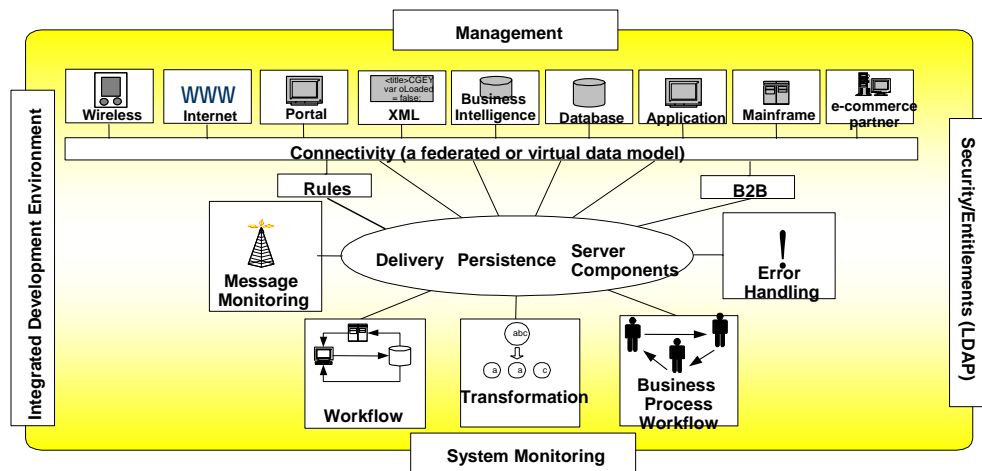 Management
Integrated Development Environment
Security/Entitlements (LDAP)
Wireless
WWW
Internet
Portal
<title>CGEY
var oLoaded
= false;
XML
Business
Intelligence
Database
Application
Mainframe
e-commerce
partner
Connectivity (a federated or virtual data model)
Rules
B2B
Message
Monitoring
Delivery Persistence Server
Components
!
Error
Handling
Workflow
abc
a a c
Transformation
Business
Process
Workflow
System Monitoring